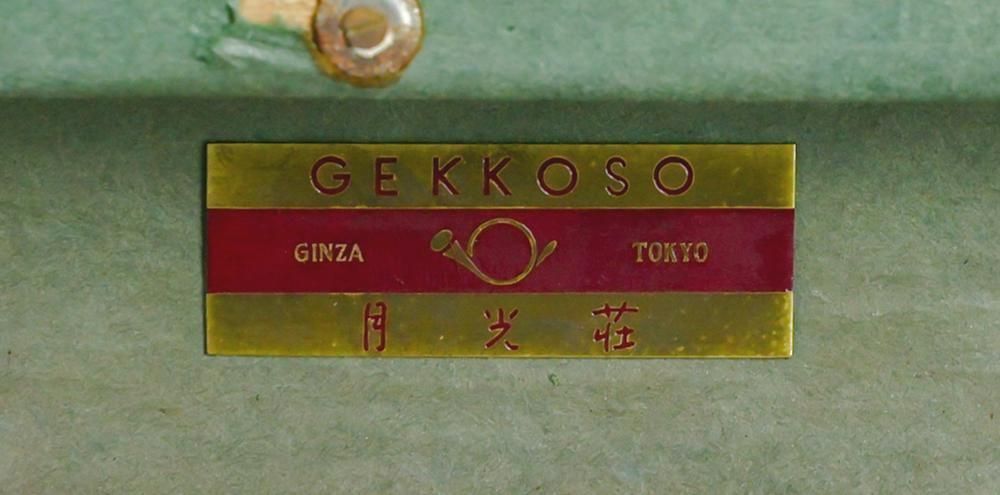 GEKKOSO
GINZA TOKYO
月光荘